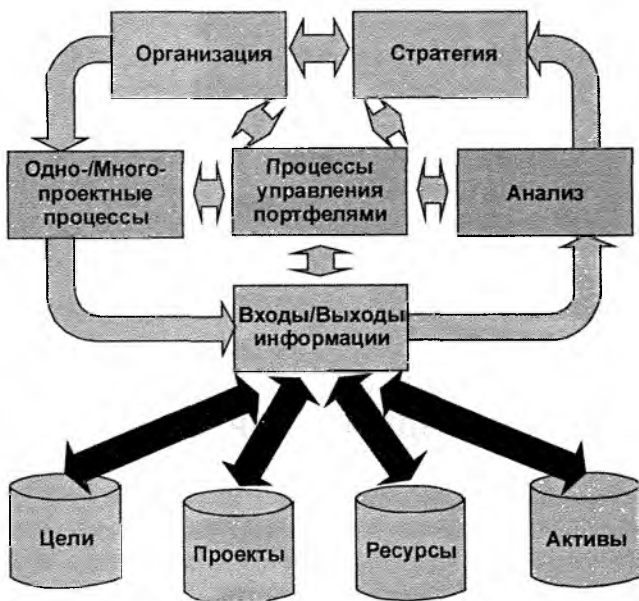 Организация
Стратегия
Одно-/Много-
проектные
процессы
Процессы
управления
портфелями
Анализ
Входы/Выходы
информации
Цели
Проекты
Ресурсы
Активы